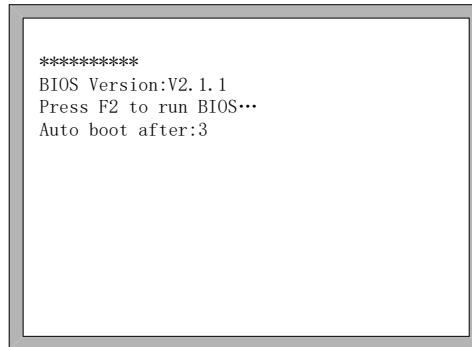 **********
BIOS Version:V2.1.1
Press F2 to run BIOS…
Auto boot after:3